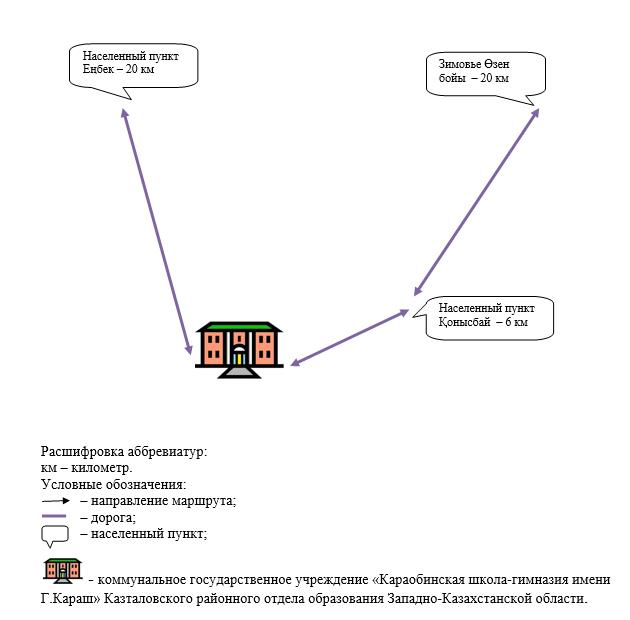 Населенный пункт
Еңбек – 20 км
Зимовье Өзен
бойы – 20 км
Населенный пункт
Қонысбай – 6 км
Расшифровка аббревиатур:
км – километр.
Условные обозначения:
– направление маршрута;
– дорога;
– населенный пункт;
- коммунальное государственное учреждение «Караобинская школа-гимназия имени
Г.Караш» Казталовского районного отдела образования Западно-Казахстанской области.